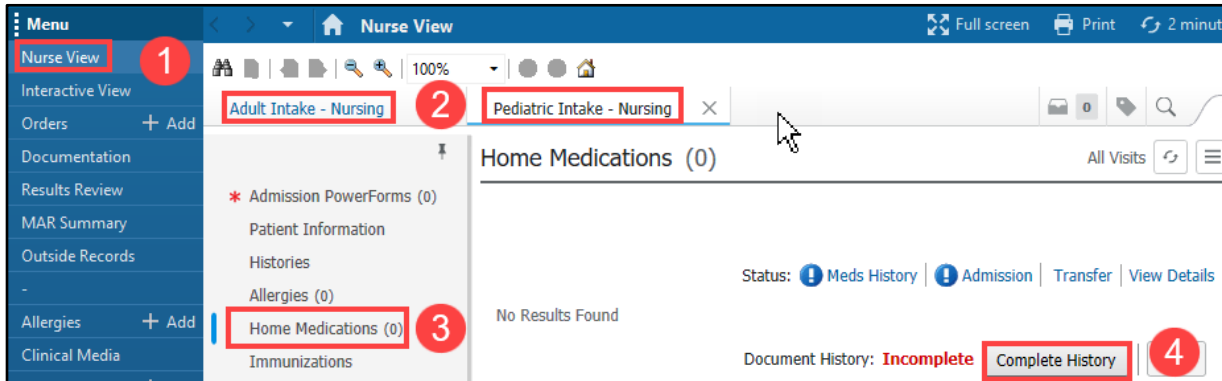 Menu
Nurse View
Full screen
Print
2 minut
Nurse View
1
Interactive View
100%
Orders + Add
Adult Intake - Nursing
2
Pediatric Intake - Nursing
0
Documentation
Home Medications (0)
All Visits
Results Review
* Admission PowerForms (0)
MAR Summary
Patient Information
Outside Records
Histories
Status: Meds History Admission Transfer View Details
-
Allergies (0)
Allergies + Add
Home Medications (0)
3
No Results Found
Clinical Media
Immunizations
Document History: Incomplete Complete History
4